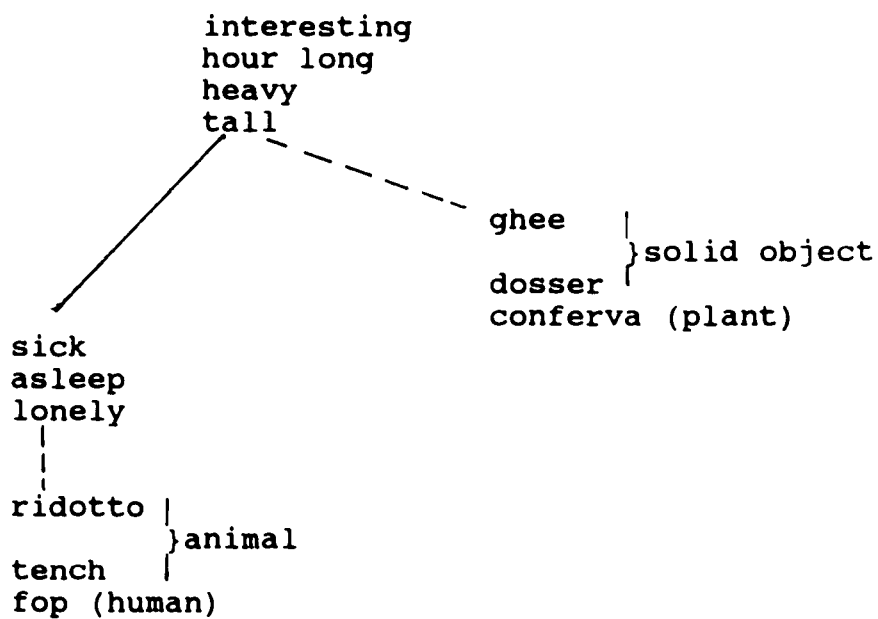 interesting
hour long
heavy
tall
ghee
}solid object
dosser
conferva (plant)
sick
asleep
lonely
ridotto
}animal
tench
fop (human)